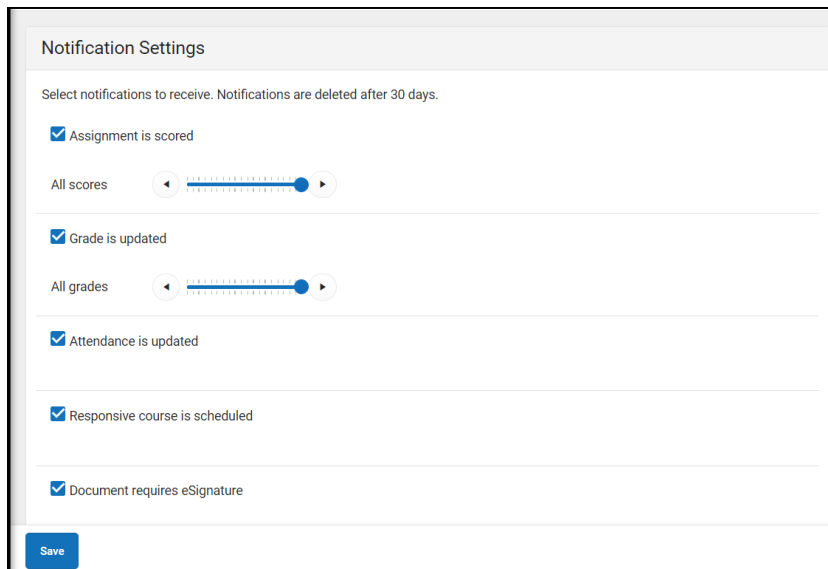 Notification Settings
Select notifications to receive. Notifications are deleted after 30 days.
Assignment is scored
All scores
Grade is updated
All grades
Attendance is updated
Responsive course is scheduled
Document requires eSignature
Save